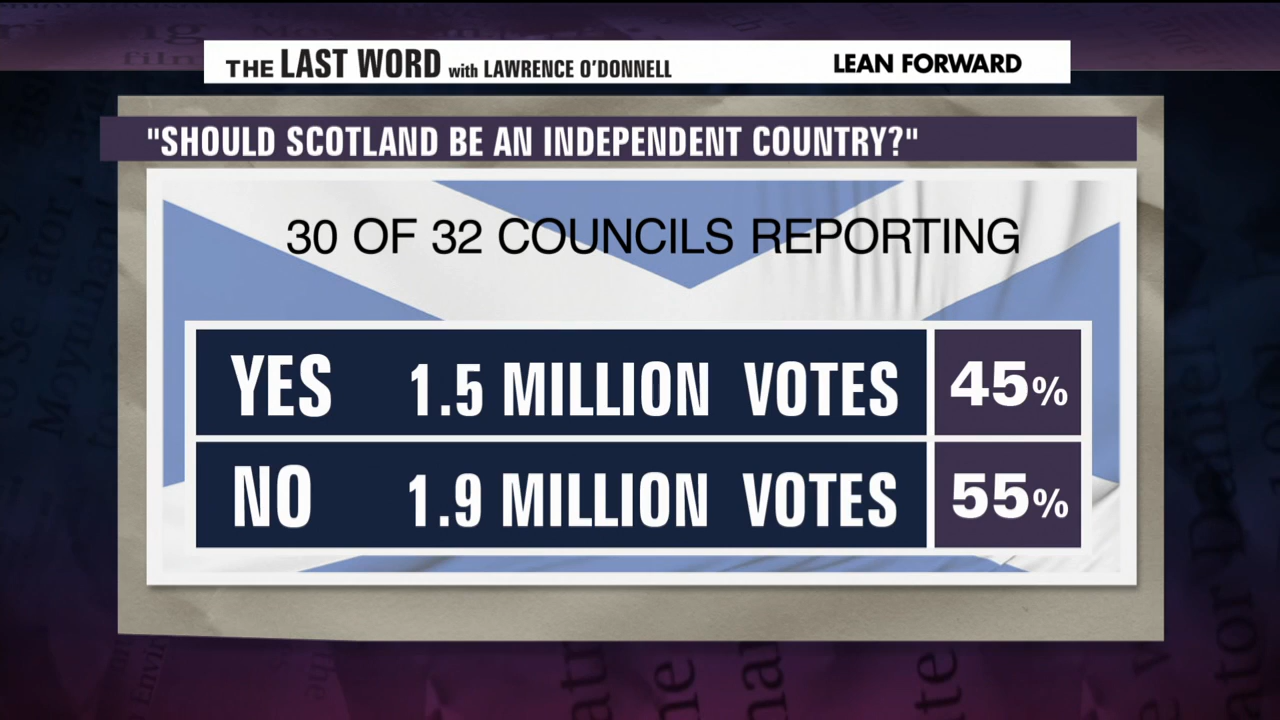 THE LAST WORD with LAWRENCE O'DONNELL LEAN FORWARD
"SHOULD SCOTLAND BE AN INDEPENDENT COUNTRY?"
30 OF 32 COUNCILS REPORTING
YES 1.5 MILLION VOTES 45%
NO 1.9 MILLION VOTES 55%